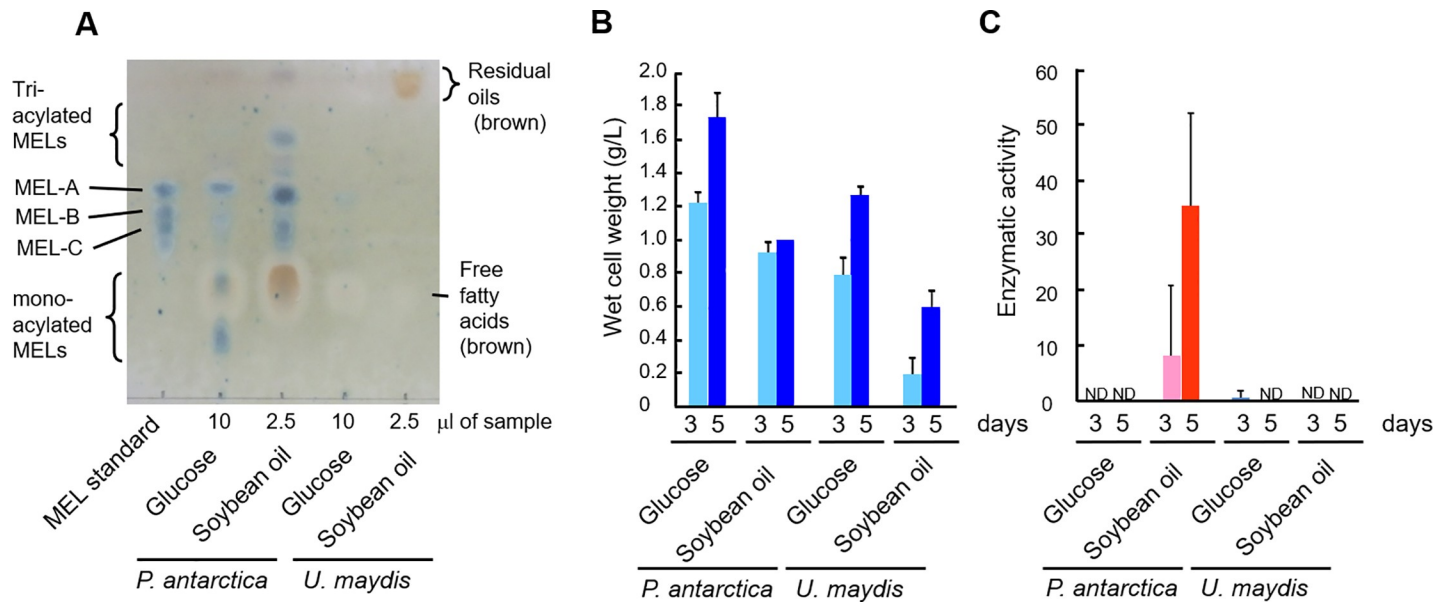 A
Tri-
acylated
MELs
MEL-A
MEL-B
MEL-C
mono-
acylated
MELs
Residual
oils
(brown)
Free
fatty
acids
(brown)
10 2.5 10 2.5 µl of sample
MEL standard
Glucose
Soybean oil
Glucose
Soybean oil
P. antarctica U. maydis
B
Wet cell weight (g/L)
2.0
1.8
1.6
1.4
1.2
1.0
0.8
0.6
0.4
0.2
0
3 5 3 5 3 5 3 5 days
Glucose
Soybean oil
Glucose
Soybean oil
P. antarctica U. maydis
C
Enzymatic activity
60
50
40
30
20
10
0
ND ND ND ND ND
3 5 3 5 3 5 3 5 days
Glucose
Soybean oil
Glucose
Soybean oil
P. antarctica U. maydis